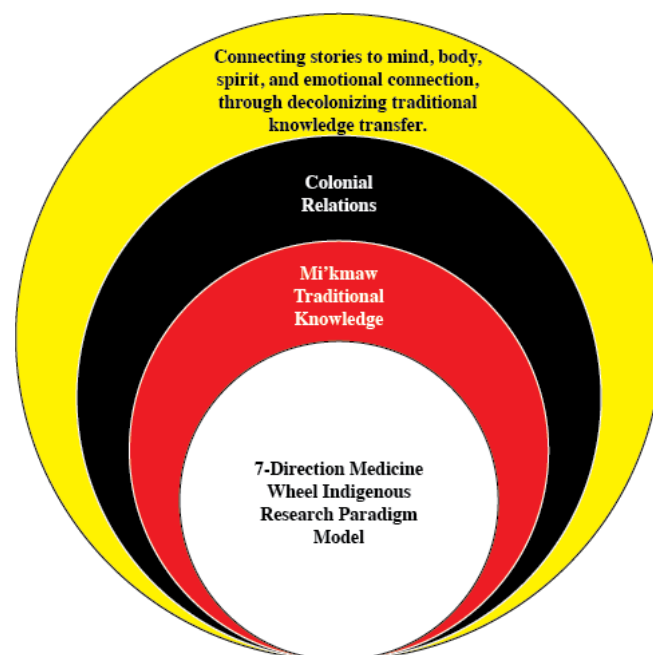 Connecting stories to mind, body,
spirit, and emotional connection,
through decolonizing traditional
knowledge transfer.
Colonial
Relations
Mi’kmaw
Traditional
Knowledge
7-Direction Medicine
Wheel Indigenous
Research Paradigm
Model